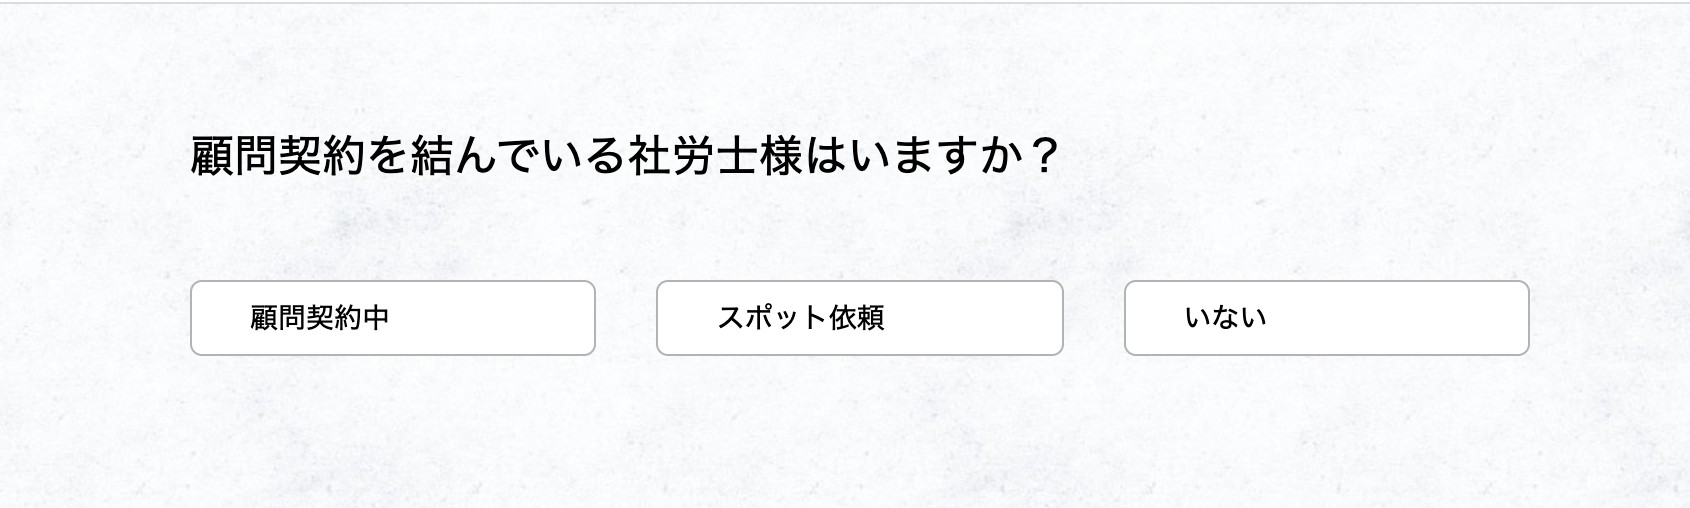 顧問契約を結んでいる社労士様はいますか？
顧問契約中
スポット依頼
いない